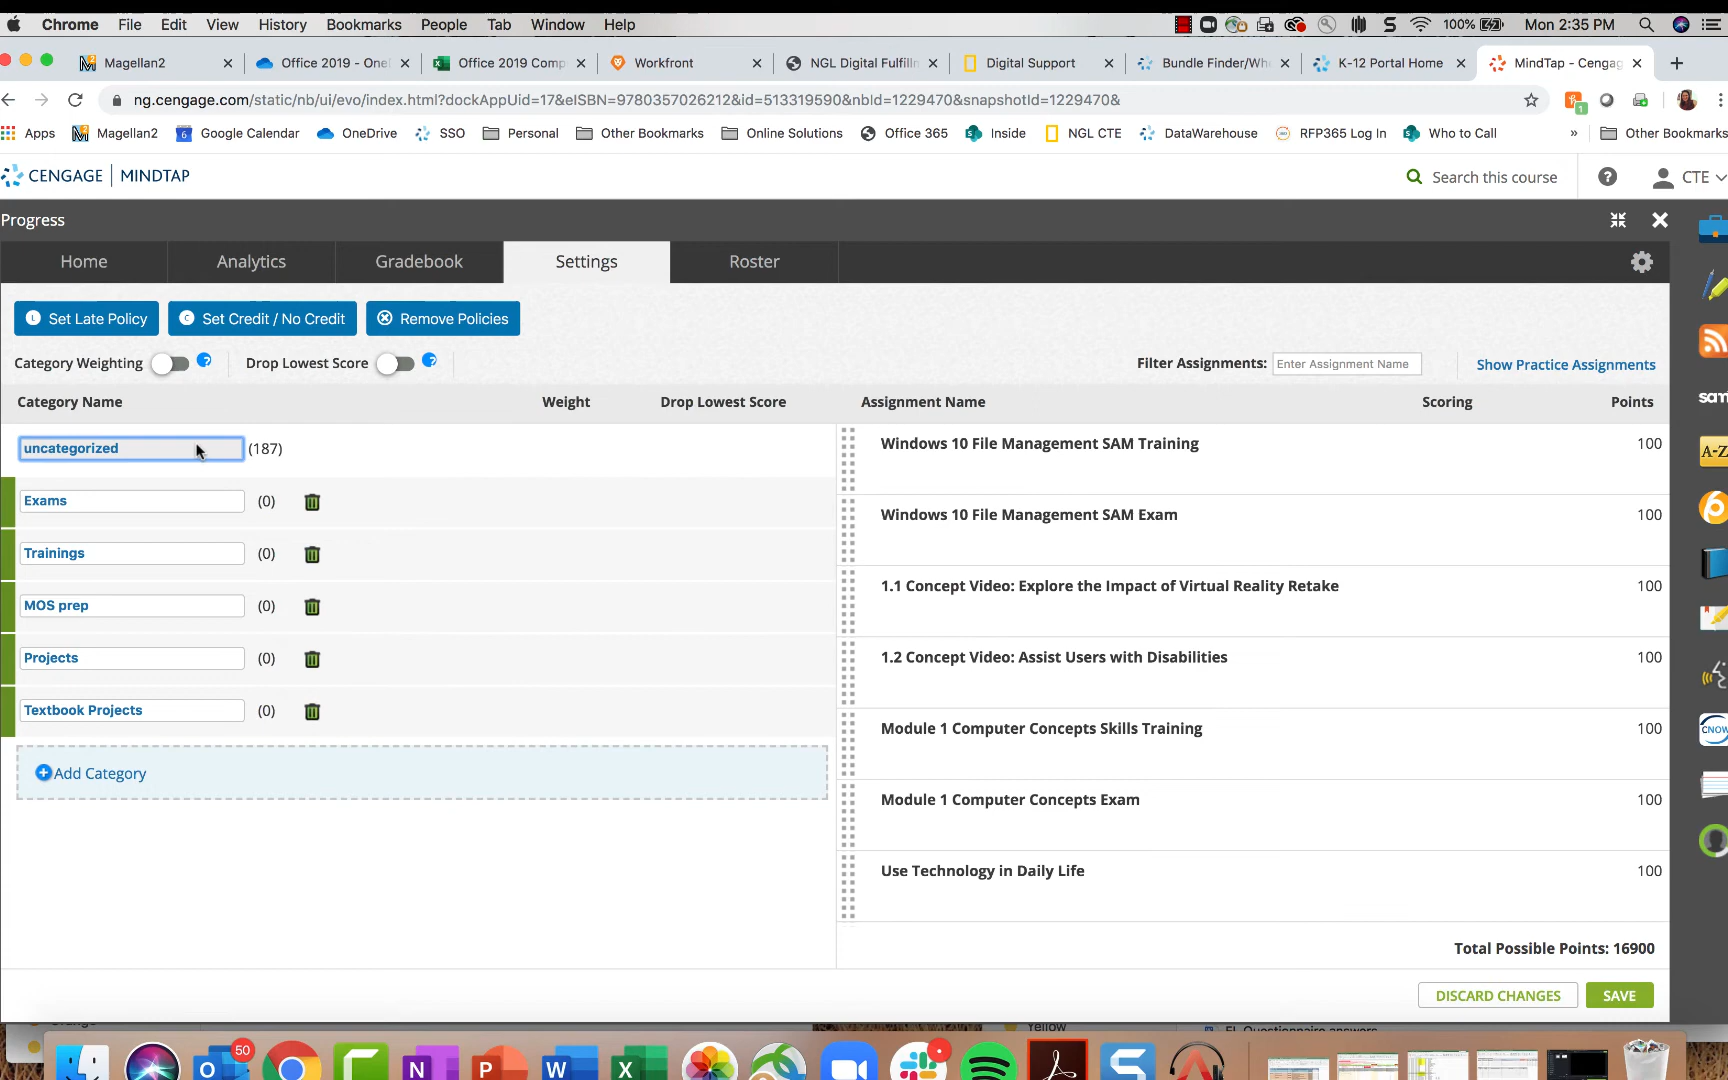 Chrome File Edit View History Bookmarks People Tab Window Help 100% Mon 2:35 PM
Magellan2 Office 2019 - One Office 2019 Comp Workfront NGL Digital Fulfill Digital Support Bundle Finder/Wh K-12 Portal Home MindTap - Cengag
ng.cengage.com/static/nb/ui/evo/index.html?dockAppUid=17&eISBN=9780357026212&id=513319590&nbId=1229470&snapshotId=1229470&
Apps Magellan2 Google Calendar OneDrive SSO Personal Other Bookmarks Online Solutions Office 365 Inside NGL CTE DataWarehouse RFP365 Log In Who to Call » Other Bookmarks
CENGAGE | MINDTAP Search this course CTE
Progress
Home Analytics Gradebook Settings Roster
Set Late Policy Set Credit / No Credit Remove Policies
Category Weighting Drop Lowest Score Filter Assignments: Enter Assignment Name Show Practice Assignments
Category Name Weight Drop Lowest Score Assignment Name Scoring Points
uncategorized (187)
Exams (0)
Trainings (0)
MOS prep (0)
Projects (0)
Textbook Projects (0)
Add Category
Windows 10 File Management SAM Training 100
Windows 10 File Management SAM Exam 100
1.1 Concept Video: Explore the Impact of Virtual Reality Retake 100
1.2 Concept Video: Assist Users with Disabilities 100
Module 1 Computer Concepts Skills Training 100
Module 1 Computer Concepts Exam 100
Use Technology in Daily Life 100
Total Possible Points: 16900
DISCARD CHANGES SAVE
sam
A-Z
CNOW
Yellow
50